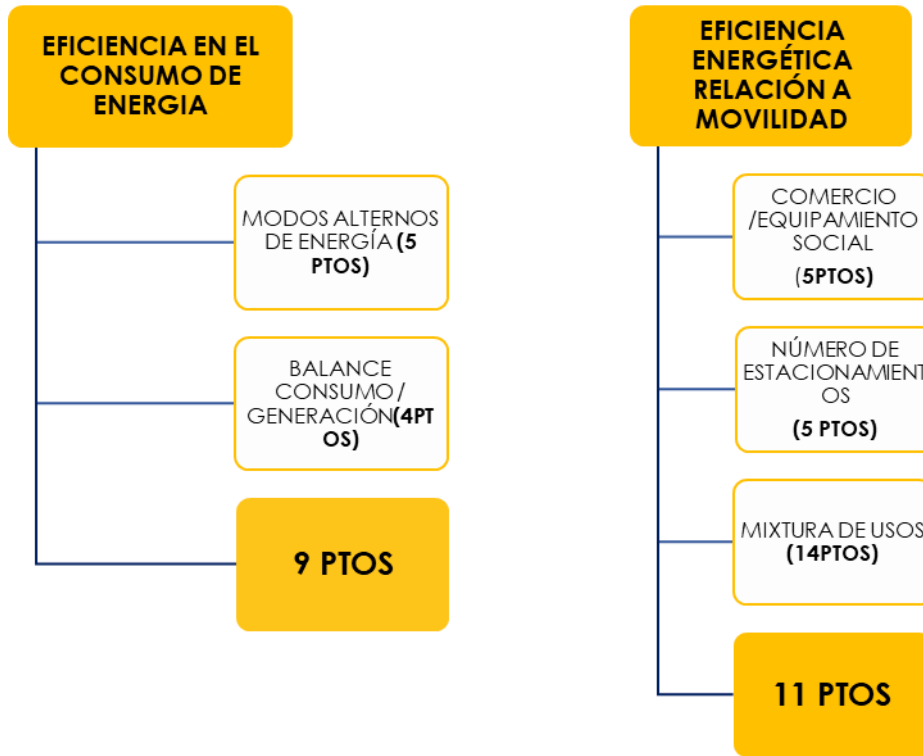 EFICIENCIA EN EL
CONSUMO DE
ENERGIA
MODOS ALTERNOS
DE ENERGÍA (5
PTOS)
BALANCE
CONSUMO /
GENERACIÓN(4PT
OS)
9 PTOS
EFICIENCIA
ENERGÉTICA
RELACIÓN A
MOVILIDAD
COMERCIO
/EQUIPAMIENTO
SOCIAL
(5PTOS)
NÚMERO DE
ESTACIONAMIENT
OS
(5 PTOS)
MIXTURA DE USOS
(14PTOS)
11 PTOS